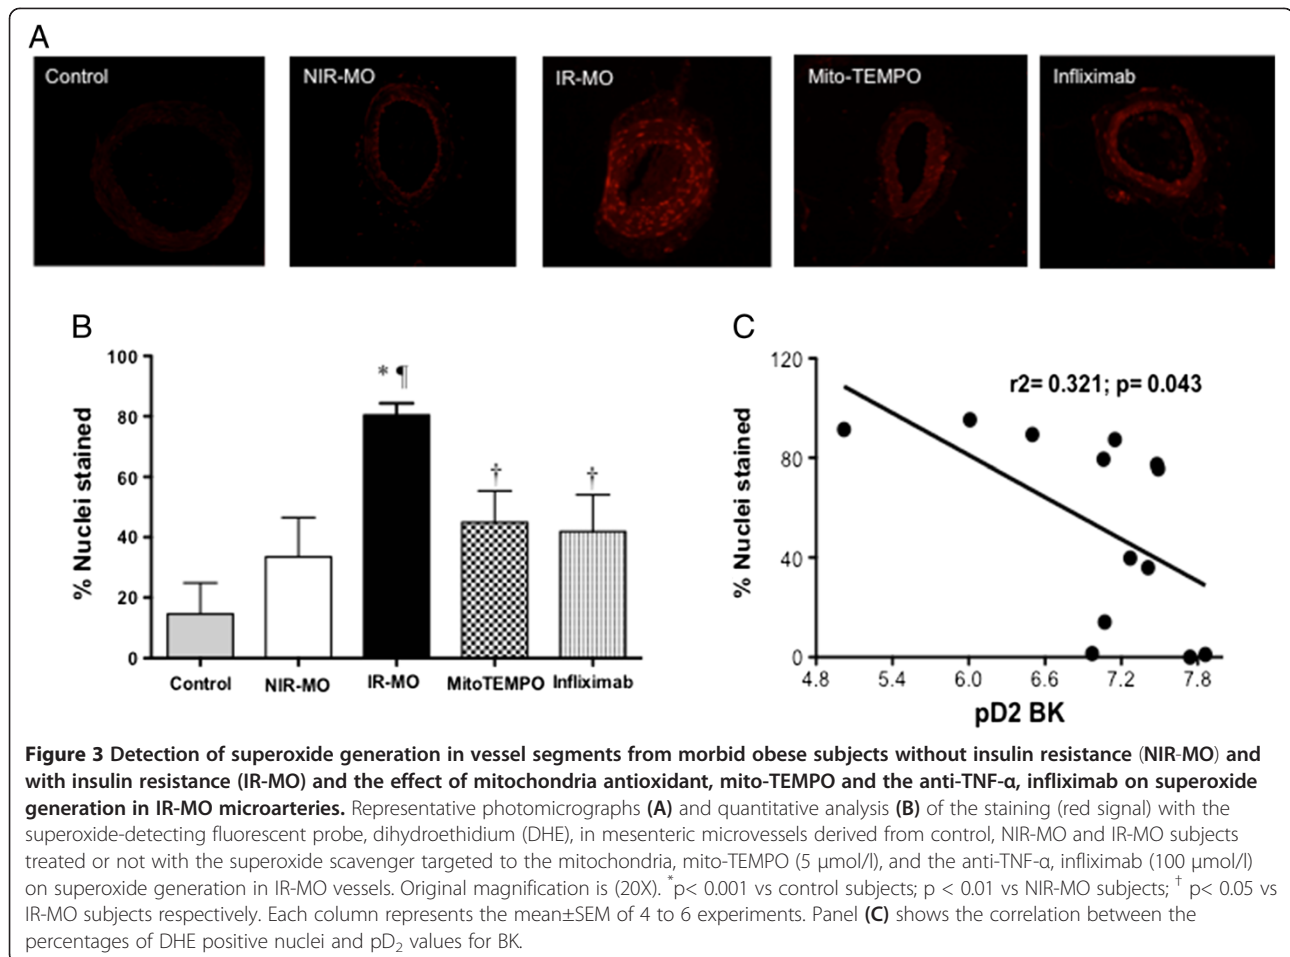 A
Control
NIR-MO
IR-MO
Mito-TEMPO
Infliximab
B
100
80
60
40
20
0
% Nuclei stained
* ¶
†
†
Control
NIR-MO
IR-MO
MitoTEMPO
Infliximab
C
120
80
40
0
% Nuclei stained
r2= 0.321; p= 0.043
4.8
5.4
6.0
6.6
7.2
7.8
pD2 BK
Figure 3 Detection of superoxide generation in vessel segments from morbid obese subjects without insulin resistance (NIR-MO) and
with insulin resistance (IR-MO) and the effect of mitochondria antioxidant, mito-TEMPO and the anti-TNF-α, infliximab on superoxide
generation in IR-MO microarteries. Representative photomicrographs (A) and quantitative analysis (B) of the staining (red signal) with the
superoxide-detecting fluorescent probe, dihydroethidium (DHE), in mesenteric microvessels derived from control, NIR-MO and IR-MO subjects
treated or not with the superoxide scavenger targeted to the mitochondria, mito-TEMPO (5 μmol/l), and the anti-TNF-α, infliximab (100 μmol/l)
on superoxide generation in IR-MO vessels. Original magnification is (20X). *p< 0.001 vs control subjects; p < 0.01 vs NIR-MO subjects; † p< 0.05 vs
IR-MO subjects respectively. Each column represents the mean±SEM of 4 to 6 experiments. Panel (C) shows the correlation between the
percentages of DHE positive nuclei and pD₂ values for BK.